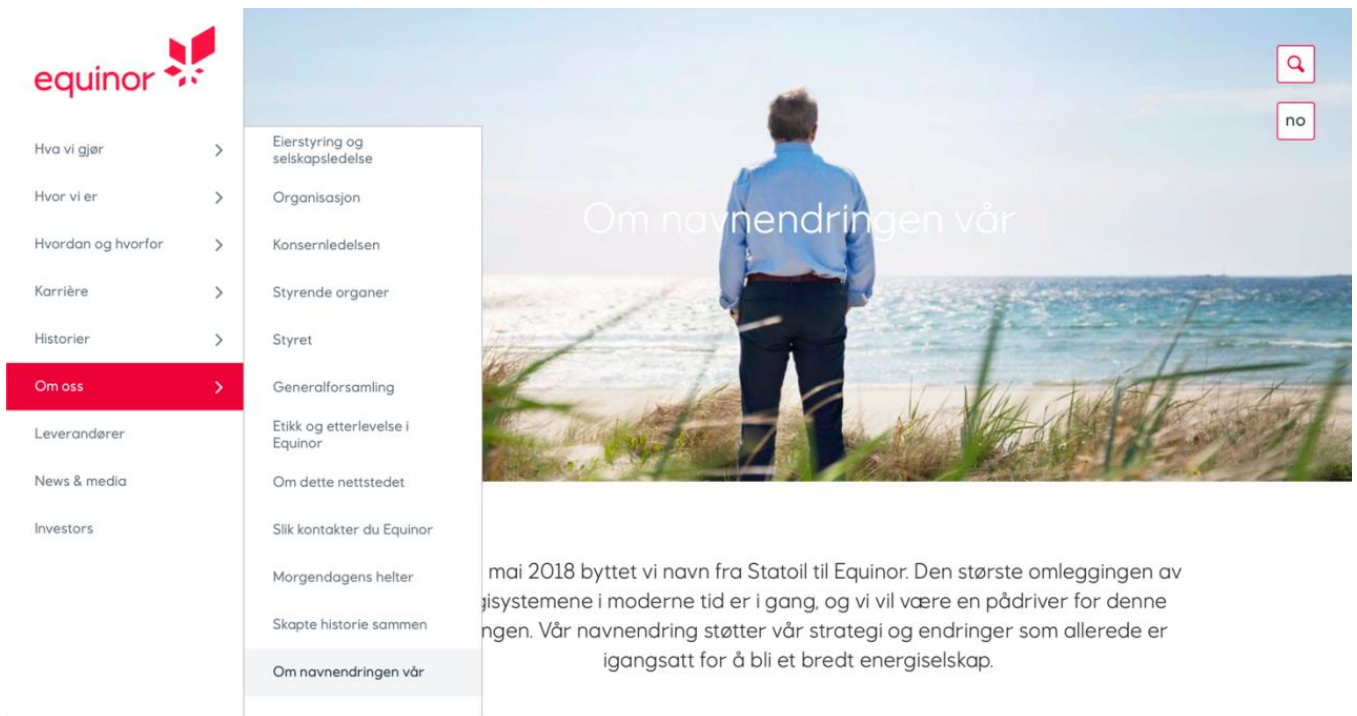 equinor
Hva vi gjør
Hvor vi er
Hvordan og hvorfor
Karrière
Historier
Om oss
Leverandører
News & media
Investors
Eierstyring og
selskapsledelse
Organisasjon
Konsernledelsen
Styrende organer
Styret
Generalforsamling
Etikk og etterlevelse i
Equinor
Om dette nettstedet
Slik kontakter du Equinor
Morgendagens helter
Skapte historie sammen
Om navnendringen vår
no
Om navnendringen vår
mai 2018 byttet vi navn fra Statoil til Equinor. Den største omleggingen av
gisystemene i moderne tid er i gang, og vi vil være en pådriver for denne
ngen. Vår navnendring støtter vår strategi og endringer som allerede er
igangsatt for å bli et bredt energiselskap.